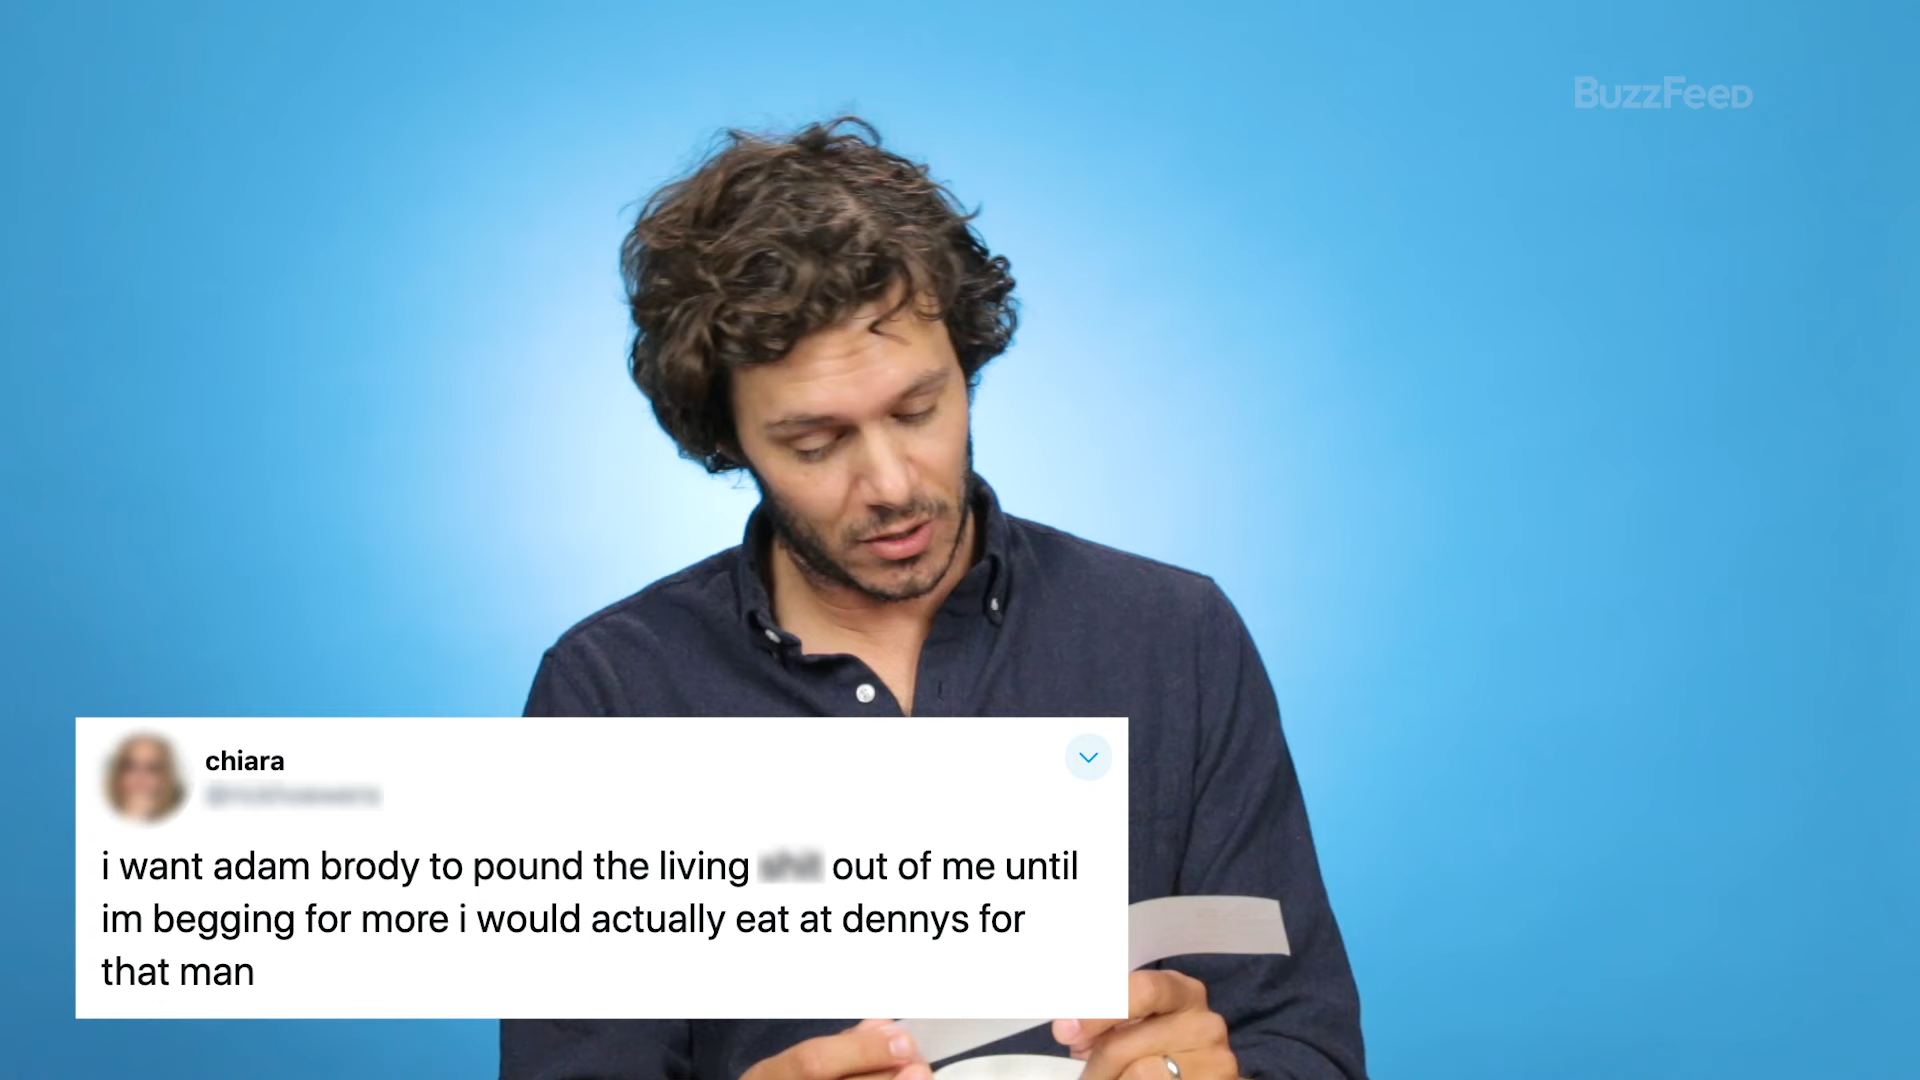 BuzzFeed
chiara
i want adam brody to pound the living out of me until
im begging for more i would actually eat at dennys for
that man